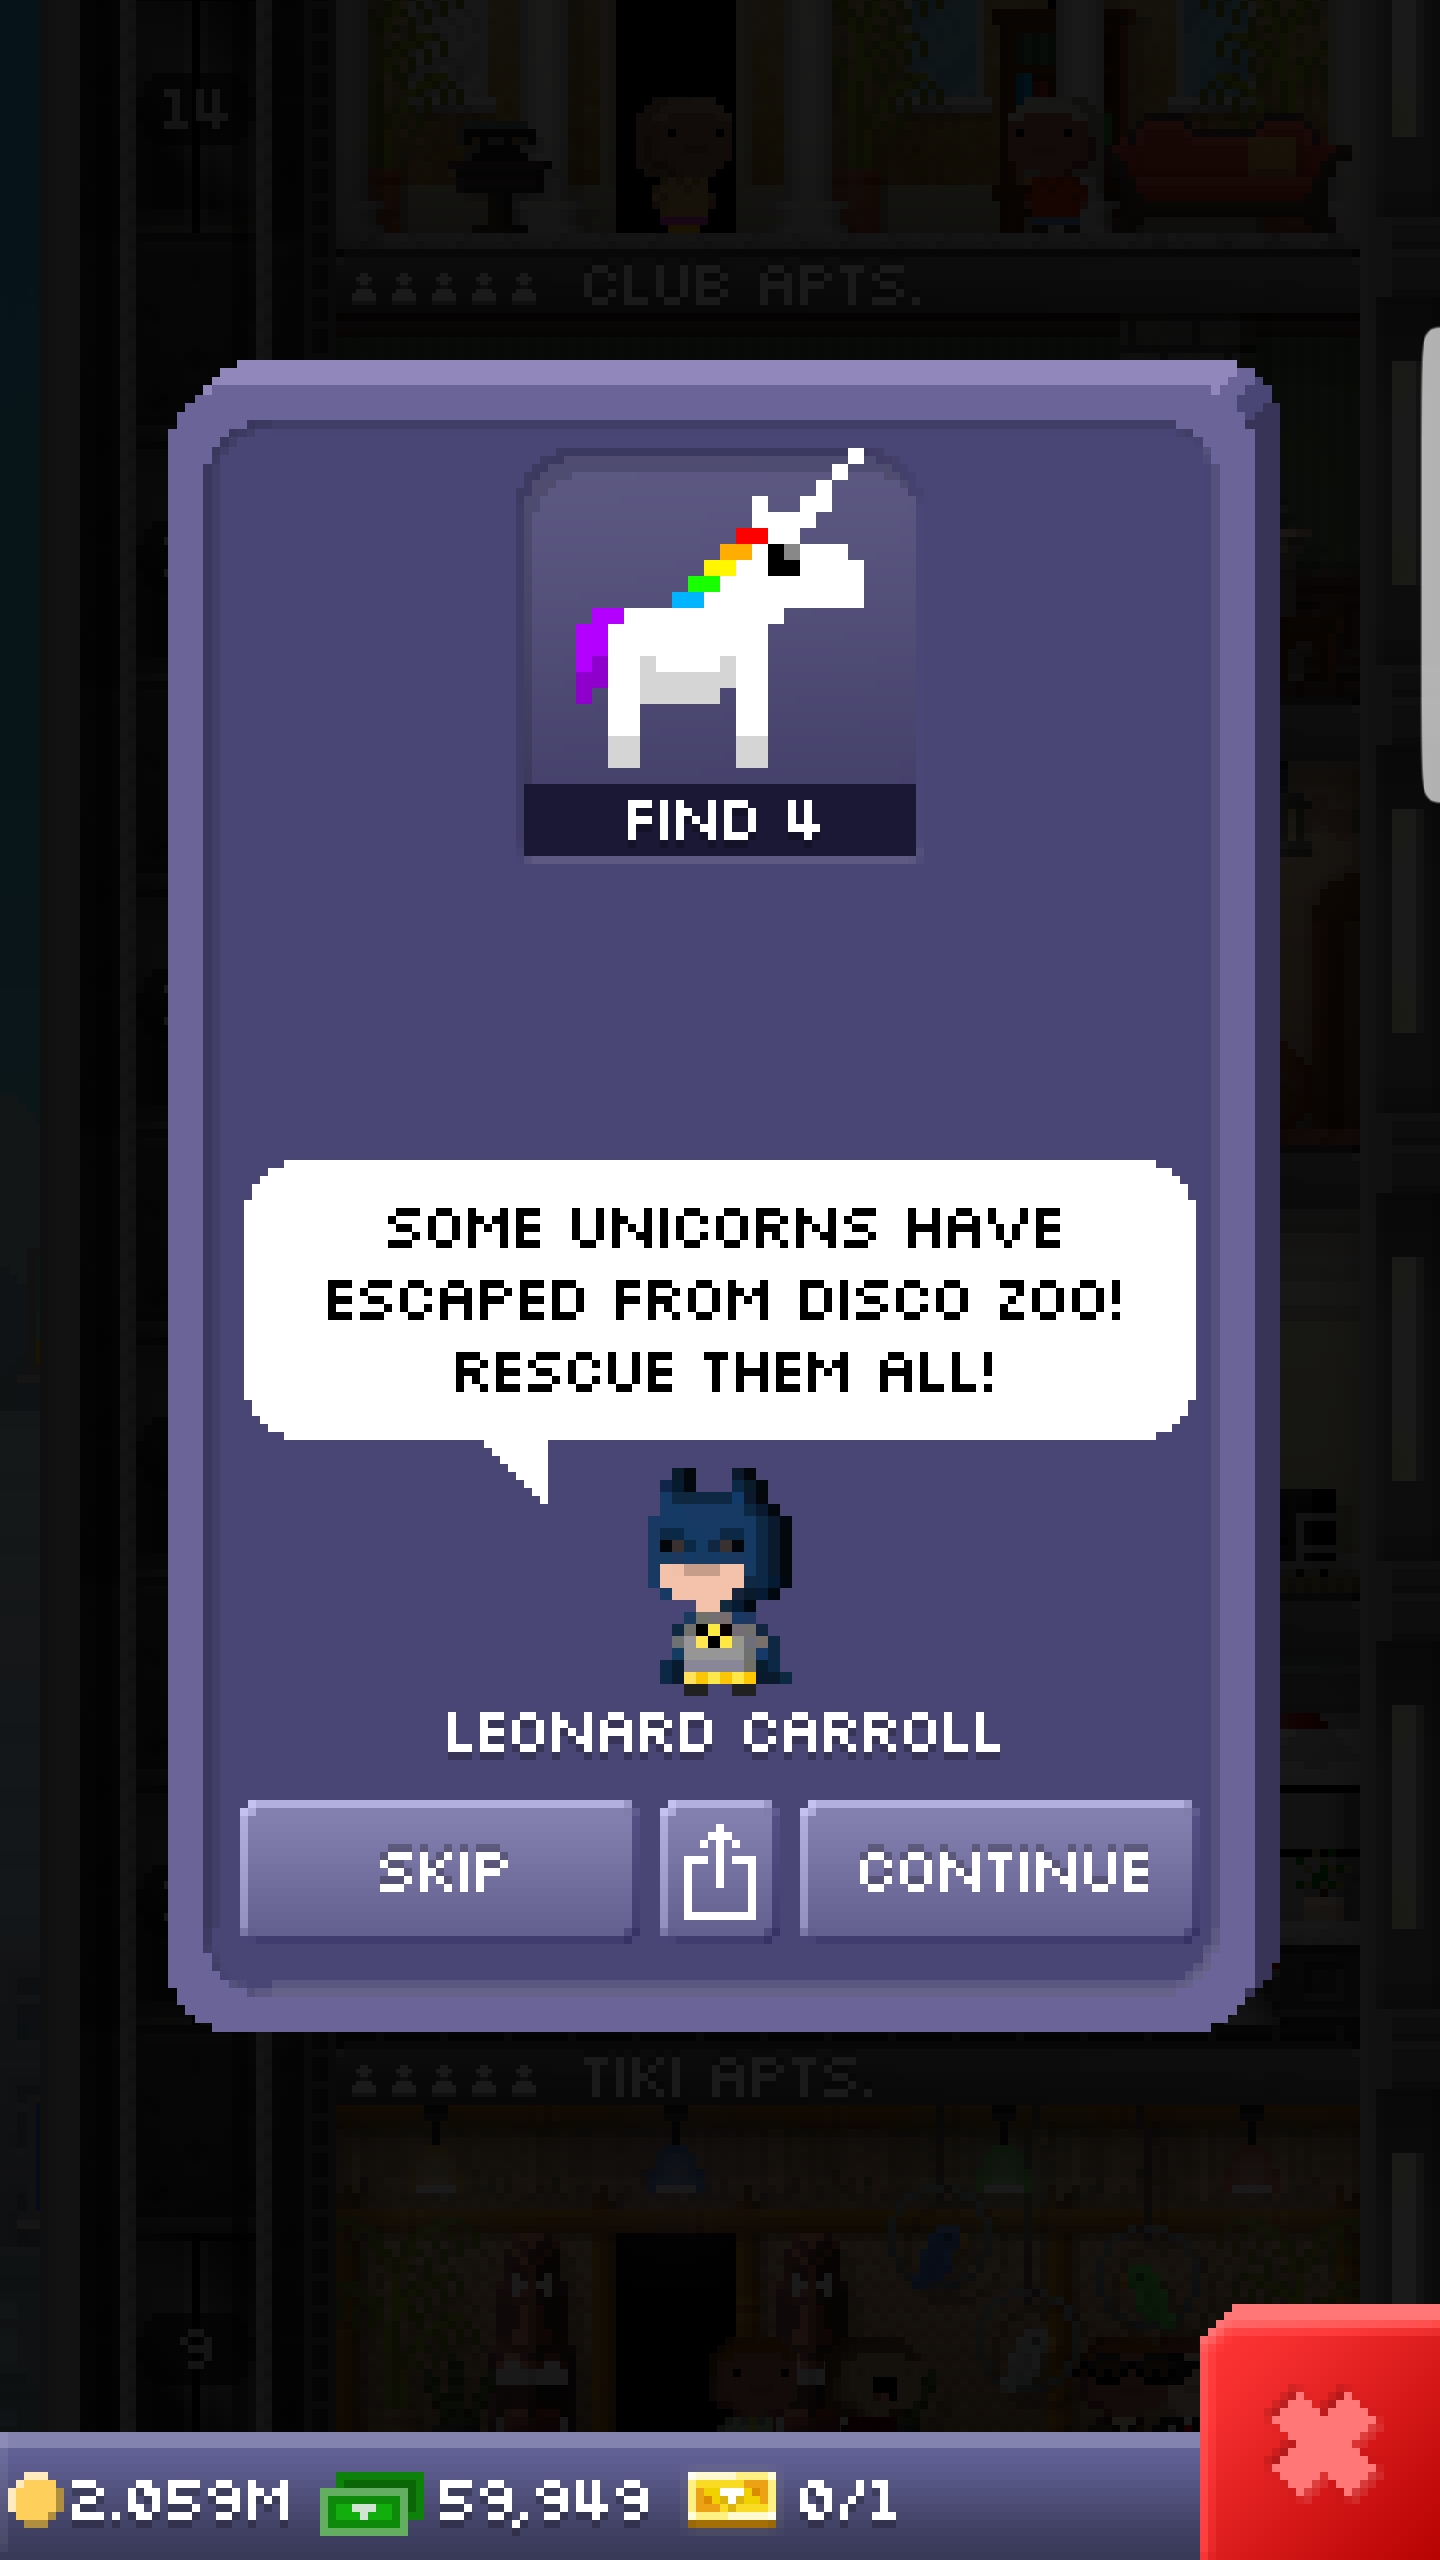 14
CLUB APTS.
FIND 4
SOME UNICORNS HAVE
ESCAPED FROM DISCO ZOO!
RESCUE THEM ALL!
LEONARD CARROLL
SKIP
CONTINUE
TIKI APTS.
9
2.059M 59,949 0/1